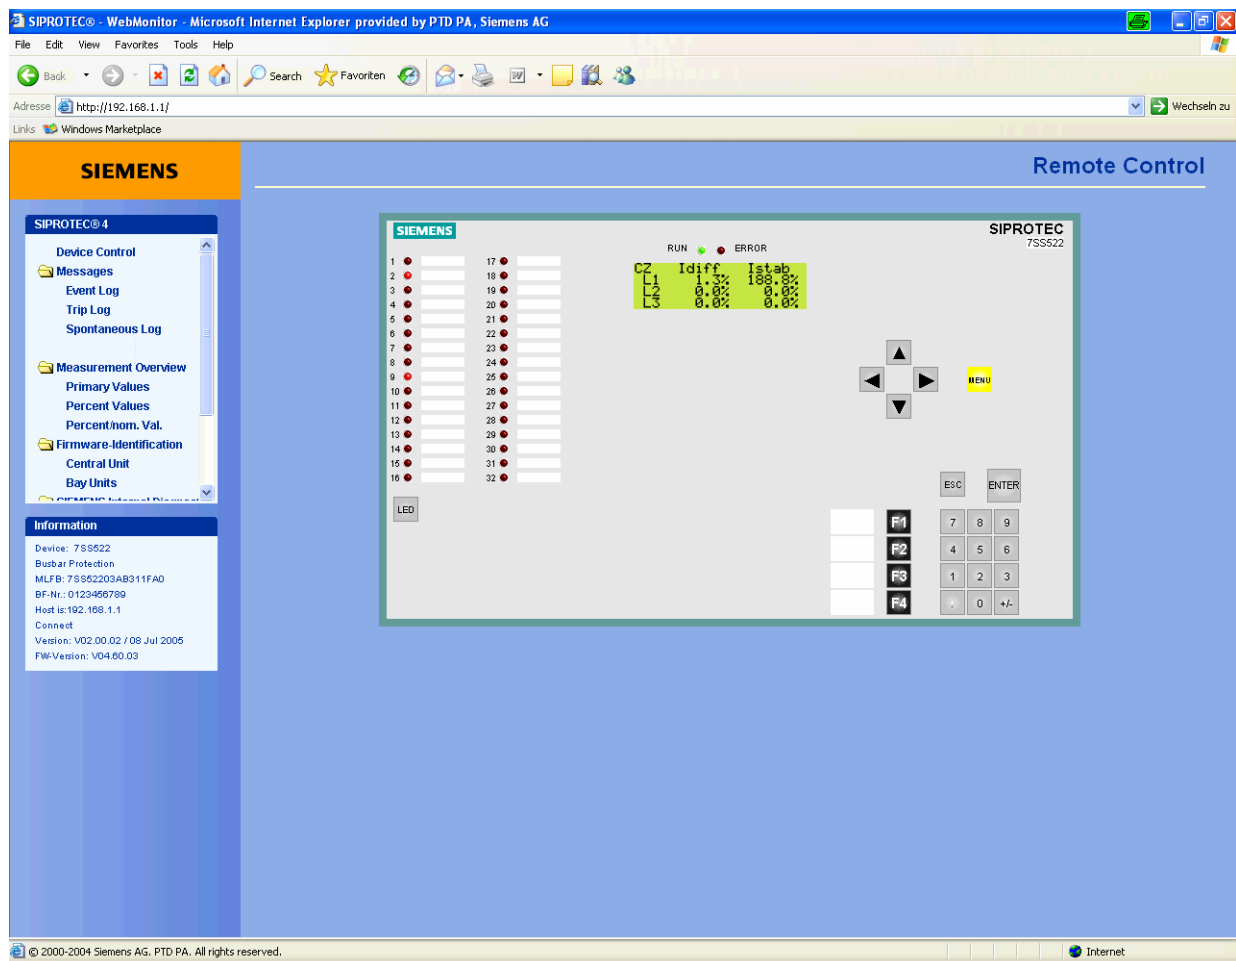 SIPROTEC® - WebMonitor - Microsoft Internet Explorer provided by PTD PA, Siemens AG
File Edit View Favorites Tools Help
Back Search Favoriten
Adresse http://192.168.1.1/ Wechseln zu
Links Windows Marketplace
SIEMENS
Remote Control
SIPROTEC® 4
Device Control
Messages
Event Log
Trip Log
Spontaneous Log
Measurement Overview
Primary Values
Percent Values
Percent/nom. Val.
Firmware-Identification
Central Unit
Bay Units
Information
Device: 7SS522
Busbar Protection
MLFB: 7SS52203AB311FA0
BF-Nr.: 0123456789
Host is:192.168.1.1
Connect
Version: V02.00.02 / 08 Jul 2005
FW-Version: V04.60.03
SIEMENS
SIPROTEC
7SS522
RUN ERROR
CZ Idiff Istab
L1 1.3% 188.8%
L2 0.0% 0.0%
L3 0.0% 0.0%
1 17
2 18
3 19
4 20
5 21
6 22
7 23
8 24
9 25
10 26
11 27
12 28
13 29
14 30
15 31
16 32
LED
MENU
ESC ENTER
F1 7 8 9
F2 4 5 6
F3 1 2 3
F4 . 0 +/-
© 2000-2004 Siemens AG. PTD PA. All rights reserved.
Internet